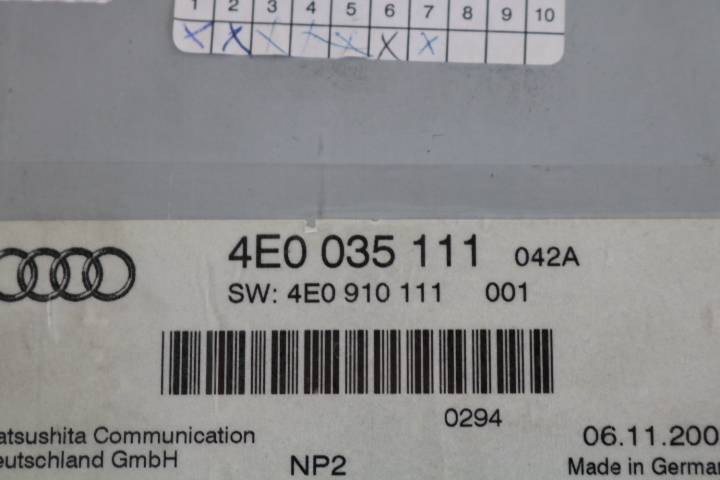 1 2 3 4 5 6 7 8 9 10
X X X X X X X
4E0 035 111 042A
SW: 4E0 910 111 001
0294
atsushita Communication
eutschland GmbH
NP2
06.11.200
Made in German